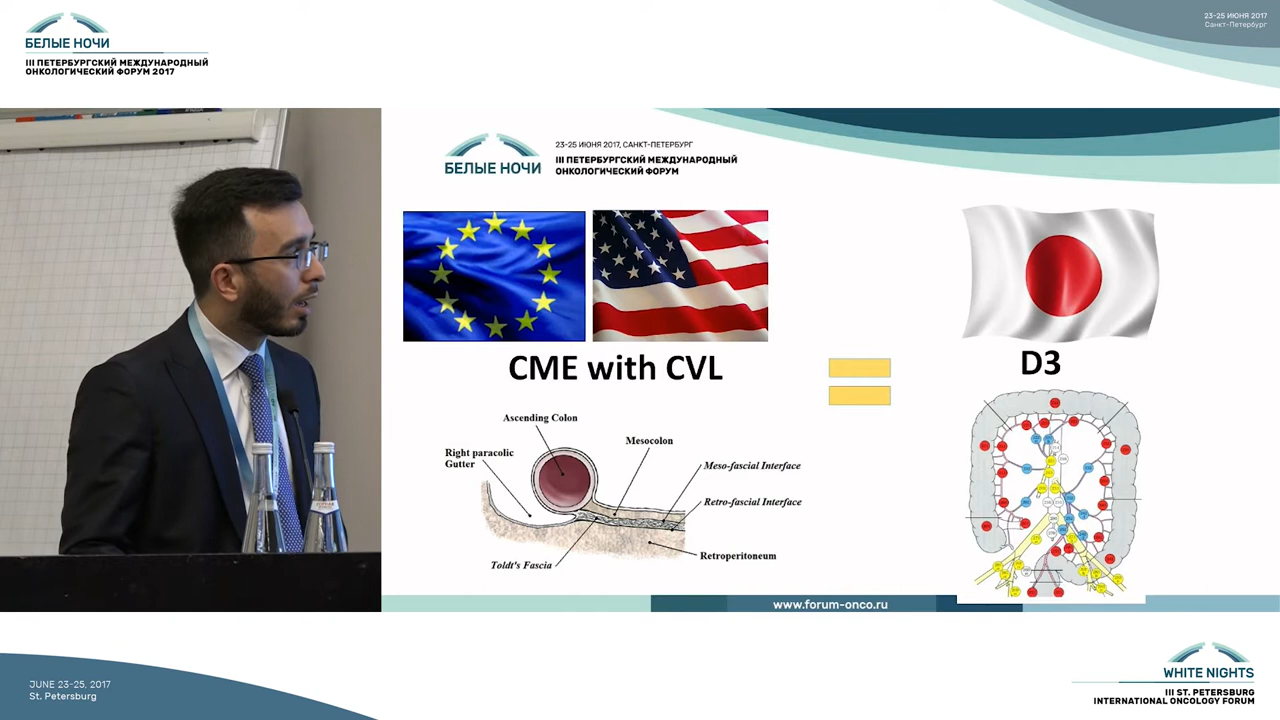 БЕЛЫЕ НОЧИ
III ПЕТЕРБУРГСКИЙ МЕЖДУНАРОДНЫЙ
ОНКОЛОГИЧЕСКИЙ ФОРУМ 2017
23-25 ИЮНЯ 2017
Санкт-Петербург
БЕЛЫЕ НОЧИ
23-25 ИЮНЯ 2017, САНКТ-ПЕТЕРБУРГ
III ПЕТЕРБУРГСКИЙ МЕЖДУНАРОДНЫЙ
ОНКОЛОГИЧЕСКИЙ ФОРУМ
CME with CVL
D3
Ascending Colon
Mesocolon
Right paracolic
Gutter
Meso-fascial Interface
Retro-fascial Interface
Retroperitoneum
Toldt's Fascia
www.forum-onco.ru
JUNE 23-25, 2017
St. Petersburg
WHITE NIGHTS
III ST. PETERSBURG
INTERNATIONAL ONCOLOGY FORUM